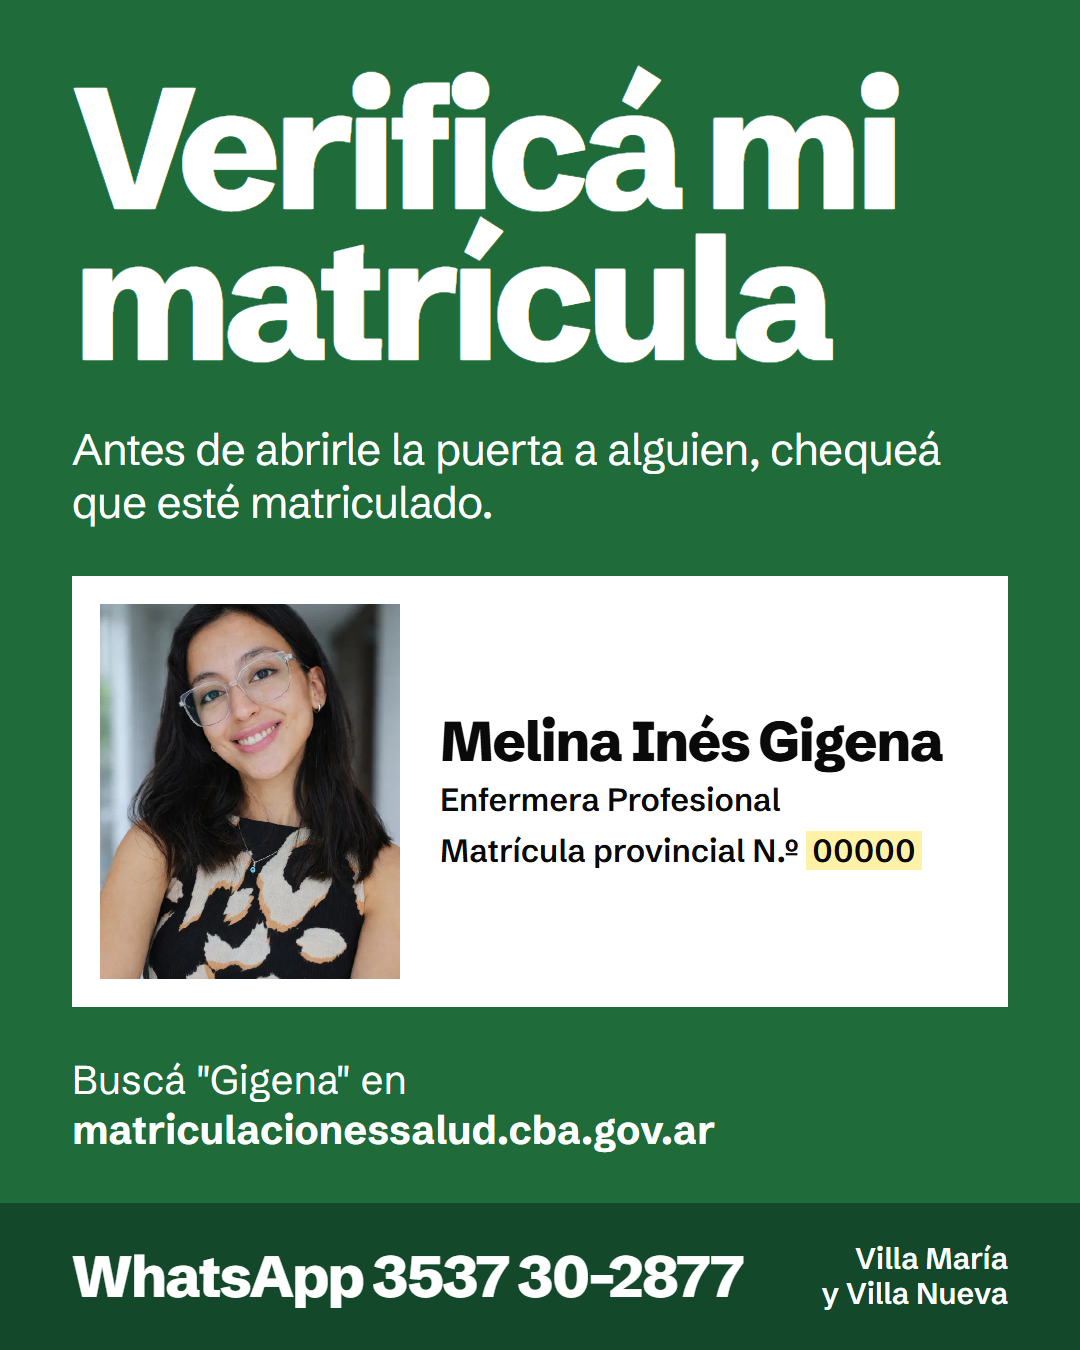 Verificá mi
matrícula
Antes de abrirle la puerta a alguien, chequeá
que esté matriculado.
Melina Inés Gigena
Enfermera Profesional
Matrícula provincial N.º 00000
Buscá "Gigena" en
matriculacionessalud.cba.gov.ar
WhatsApp 3537 30-2877
Villa María
y Villa Nueva